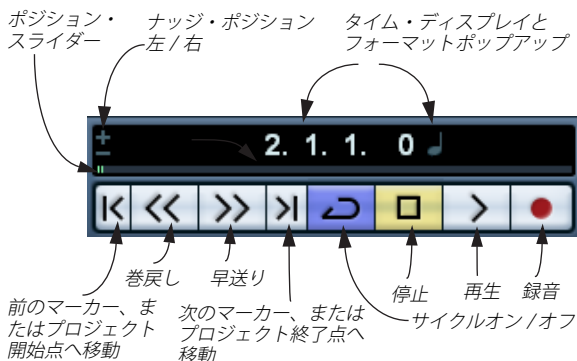 ポジション・
スライダー
ナッジ・ポジション
左 / 右
タイム・ディスプレイと
フォーマットポップアップ
2. 1. 1. 0
巻戻し
早送り
停止
再生
録音
前のマーカー、ま
たはプロジェクト
開始点へ移動
次のマーカー、または
プロジェクト終了点へ
移動
サイクルオン / オフ